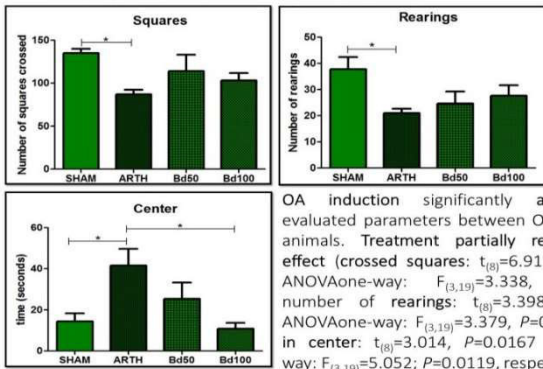 Squares
Number of squares crossed
150
100
50
0
*
SHAM ARTH Bd50 Bd100
Rearings
Number of rearings
50
40
30
20
10
0
*
SHAM ARTH Bd50 Bd100
Center
time (seconds)
60
40
20
0
* *
SHAM ARTH Bd50 Bd100
OA induction significantly a
evaluated parameters between O
animals. Treatment partially re
effect (crossed squares: t(8)=6.91
ANOVAone-way: F(3,19)=3.338,
number of rearings: t(8)=3.398
ANOVAone-way: F(3,19)=3.379, P=0
in center: t(8)=3.014, P=0.0167
way: F(3,19)=5.052; P=0.0119, respe